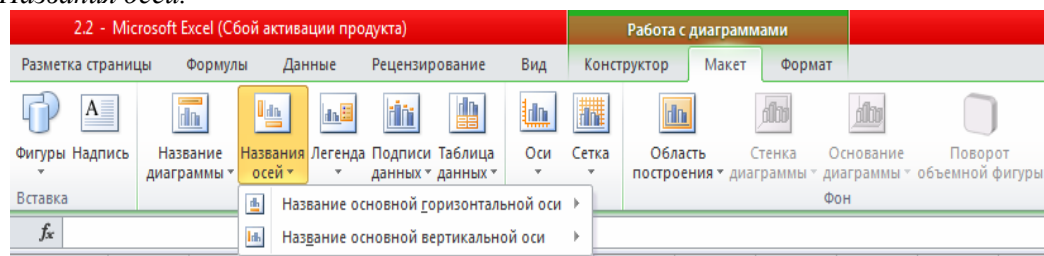 Названия осей.
2.2 - Microsoft Excel (Сбой активации продукта)
Работа с диаграммами
Разметка страницы Формулы Данные Рецензирование Вид Конструктор Макет Формат
Фигуры Надпись Название диаграммы Названия осей Легенда Подписи данных Таблица данных Оси Сетка Область построения Стенка диаграммы Основание диаграммы Поворот объемной фигуры
Вставка Фон
Название основной горизонтальной оси
fx
Название основной вертикальной оси